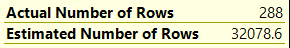 Actual Number of Rows 288
Estimated Number of Rows 32078.6